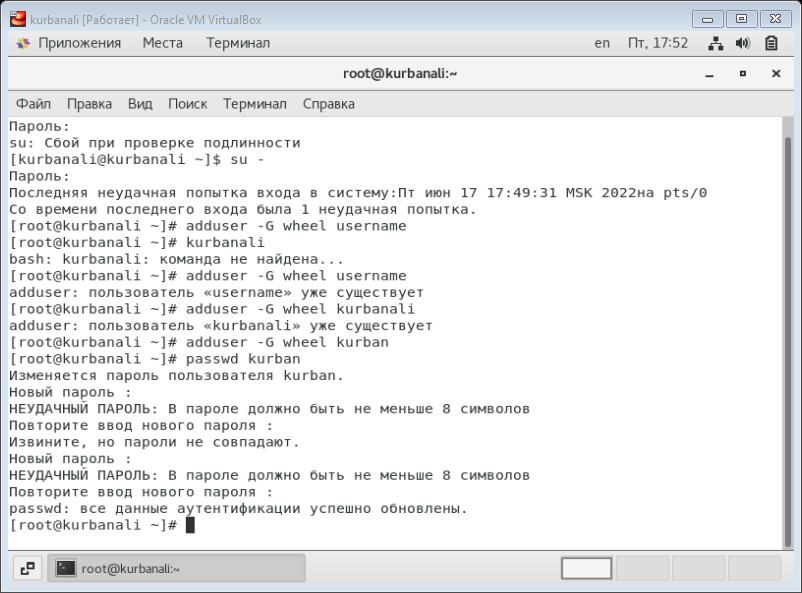 kurbanali [Работает] - Oracle VM VirtualBox
Приложения Места Терминал en Пт, 17:52
root@kurbanali:~
Файл Правка Вид Поиск Терминал Справка
Пароль:
su: Сбой при проверке подлинности
[kurbanali@kurbanali ~]$ su -
Пароль:
Последняя неудачная попытка входа в систему:Пт июн 17 17:49:31 MSK 2022на pts/0
Со времени последнего входа была 1 неудачная попытка.
[root@kurbanali ~]# adduser -G wheel username
[root@kurbanali ~]# kurbanali
bash: kurbanali: команда не найдена...
[root@kurbanali ~]# adduser -G wheel username
adduser: пользователь «username» уже существует
[root@kurbanali ~]# adduser -G wheel kurbanali
adduser: пользователь «kurbanali» уже существует
[root@kurbanali ~]# adduser -G wheel kurban
[root@kurbanali ~]# passwd kurban
Изменяется пароль пользователя kurban.
Новый пароль :
НЕУДАЧНЫЙ ПАРОЛЬ: В пароле должно быть не меньше 8 символов
Повторите ввод нового пароля :
Извините, но пароли не совпадают.
Новый пароль :
НЕУДАЧНЫЙ ПАРОЛЬ: В пароле должно быть не меньше 8 символов
Повторите ввод нового пароля :
passwd: все данные аутентификации успешно обновлены.
[root@kurbanali ~]#
root@kurbanali:~